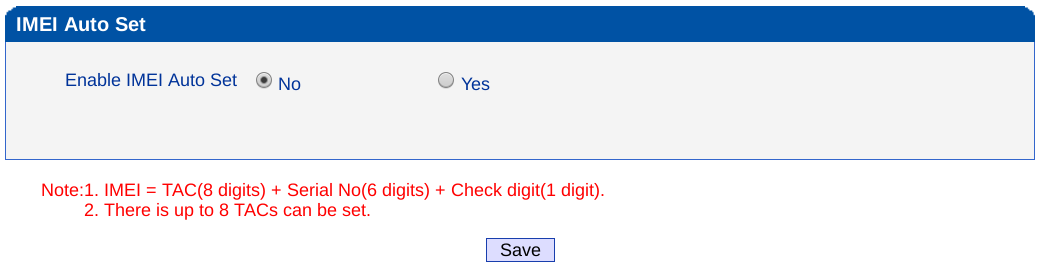 IMEI Auto Set
Enable IMEI Auto Set No Yes
Note:1. IMEI = TAC(8 digits) + Serial No(6 digits) + Check digit(1 digit).
2. There is up to 8 TACs can be set.
Save